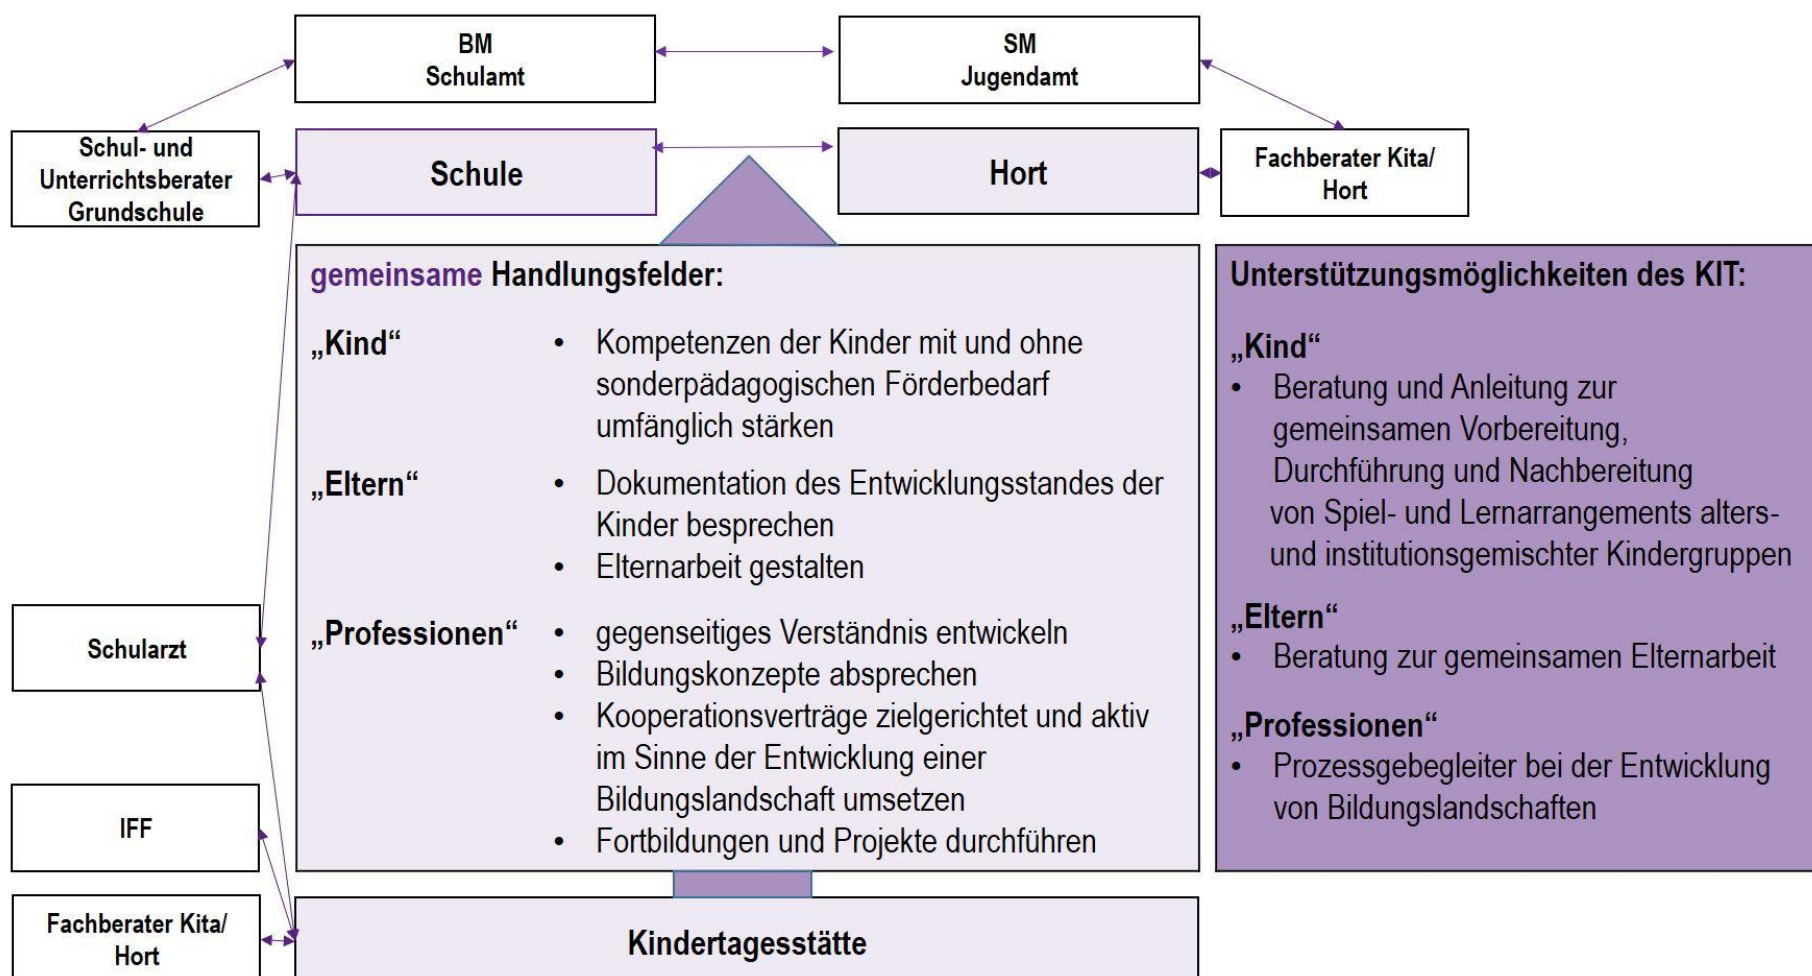 BM
Schulamt
SM
Jugendamt
Schul- und
Unterrichtsberater
Grundschule
Schule
Hort
Fachberater Kita/
Hort
gemeinsame Handlungsfelder:
„Kind“ • Kompetenzen der Kinder mit und ohne
sonderpädagogischen Förderbedarf
umfänglich stärken
„Eltern“ • Dokumentation des Entwicklungsstandes der
Kinder besprechen
• Elternarbeit gestalten
„Professionen“ • gegenseitiges Verständnis entwickeln
• Bildungskonzepte absprechen
• Kooperationsverträge zielgerichtet und aktiv
im Sinne der Entwicklung einer
Bildungslandschaft umsetzen
• Fortbildungen und Projekte durchführen
Unterstützungsmöglichkeiten des KIT:
„Kind“
• Beratung und Anleitung zur
gemeinsamen Vorbereitung,
Durchführung und Nachbereitung
von Spiel- und Lernarrangements alters-
und institutionsgemischter Kindergruppen
„Eltern“
• Beratung zur gemeinsamen Elternarbeit
„Professionen“
• Prozessgebegleiter bei der Entwicklung
von Bildungslandschaften
Schularzt
IFF
Fachberater Kita/
Hort
Kindertagesstätte